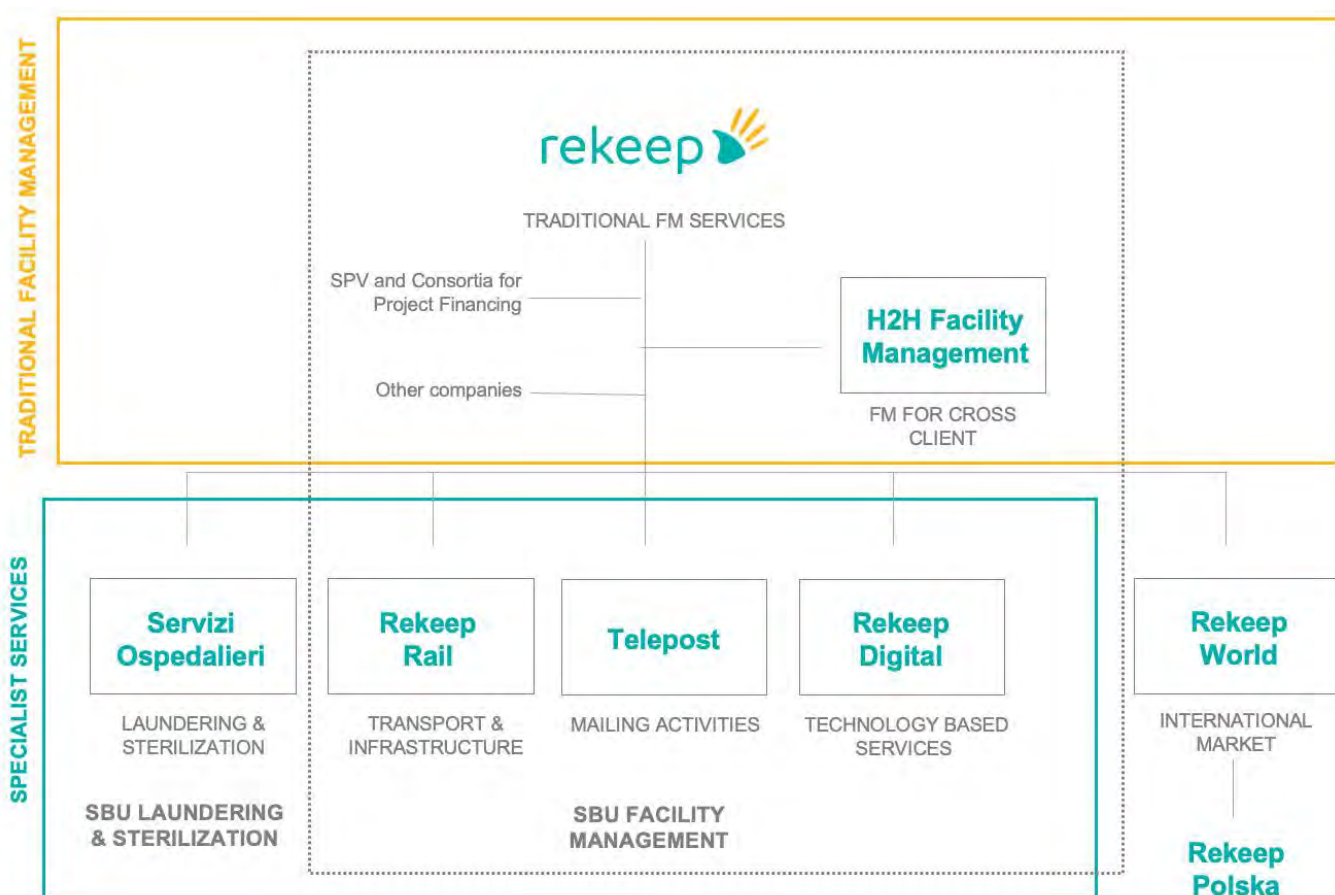 TRADITIONAL FACILITY MANAGEMENT
rekeep
TRADITIONAL FM SERVICES
SPV and Consortia for
Project Financing
H2H Facility
Management
Other companies
FM FOR CROSS
CLIENT
SPECIALIST SERVICES
Servizi
Ospedalieri
LAUNDERING &
STERILIZATION
Rekeep
Rail
TRANSPORT &
INFRASTRUCTURE
Telepost
MAILING ACTIVITIES
Rekeep
Digital
TECHNOLOGY BASED
SERVICES
Rekeep
World
INTERNATIONAL
MARKET
SBU LAUNDERING
& STERILIZATION
SBU FACILITY
MANAGEMENT
Rekeep
Polska